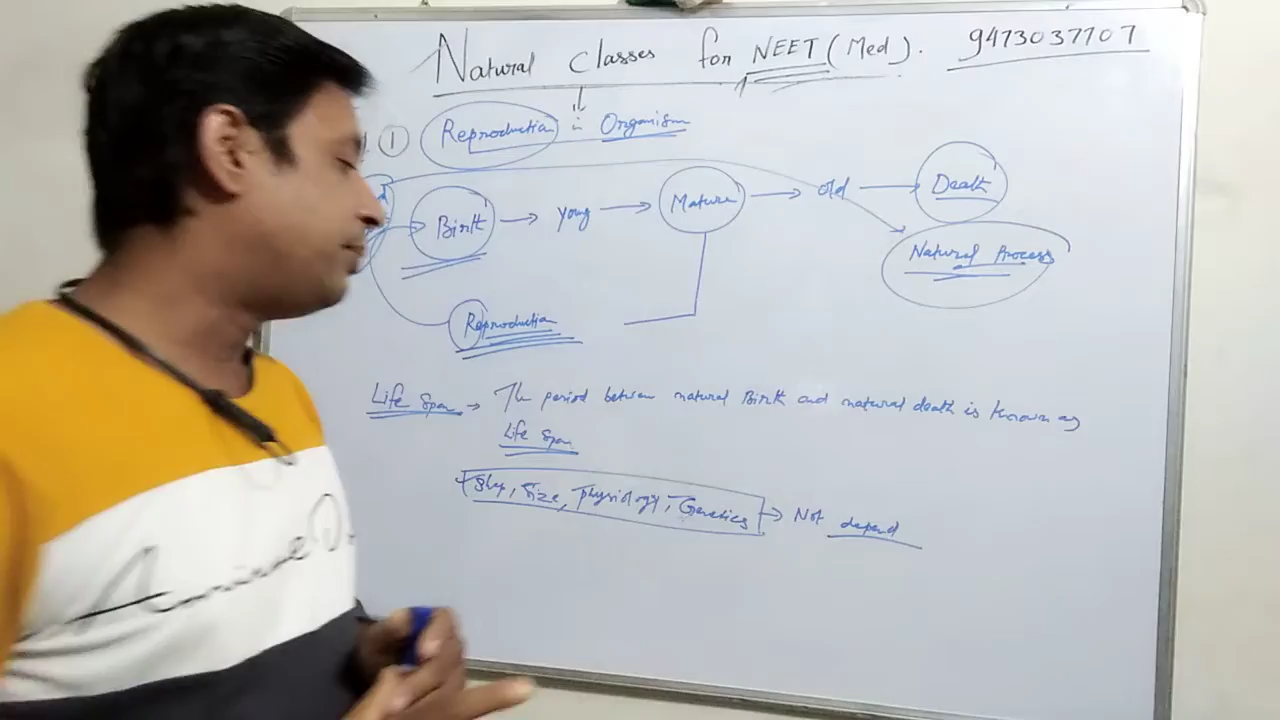 Natural classes for NEET (Med). 9473037707
1 Reproduction in Organism
Birth → young → Mature → old → Death
Natural Process
Reproduction
Life Span → The period between natural Birth and natural death is known as
Life Span
Size, Physiology, Genetics → Not depend